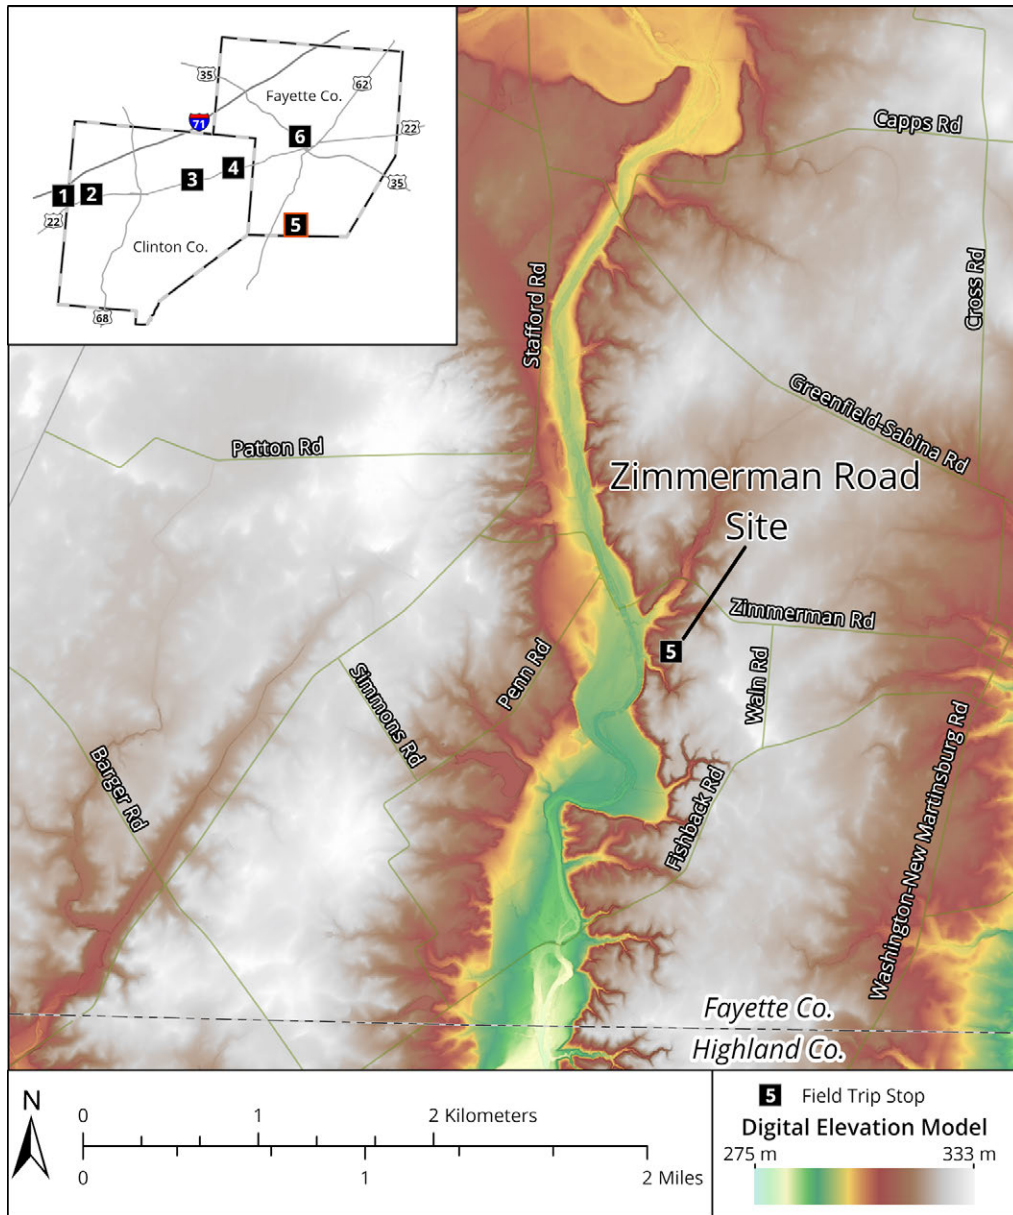 35
62
Fayette Co.
71
22
6
4
3
1
2
35
22
5
Clinton Co.
68
Capps Rd
Stafford Rd
Cross Rd
Greenfield-Sabina Rd
Patton Rd
Zimmerman Road
Site
Zimmerman Rd
5
Waln Rd
Penn Rd
Simmons Rd
Barger Rd
Fishback Rd
Washington-New Martinsburg Rd
Fayette Co.
Highland Co.
N
0 1 2 Kilometers
0 1 2 Miles
5 Field Trip Stop
Digital Elevation Model
275 m 333 m